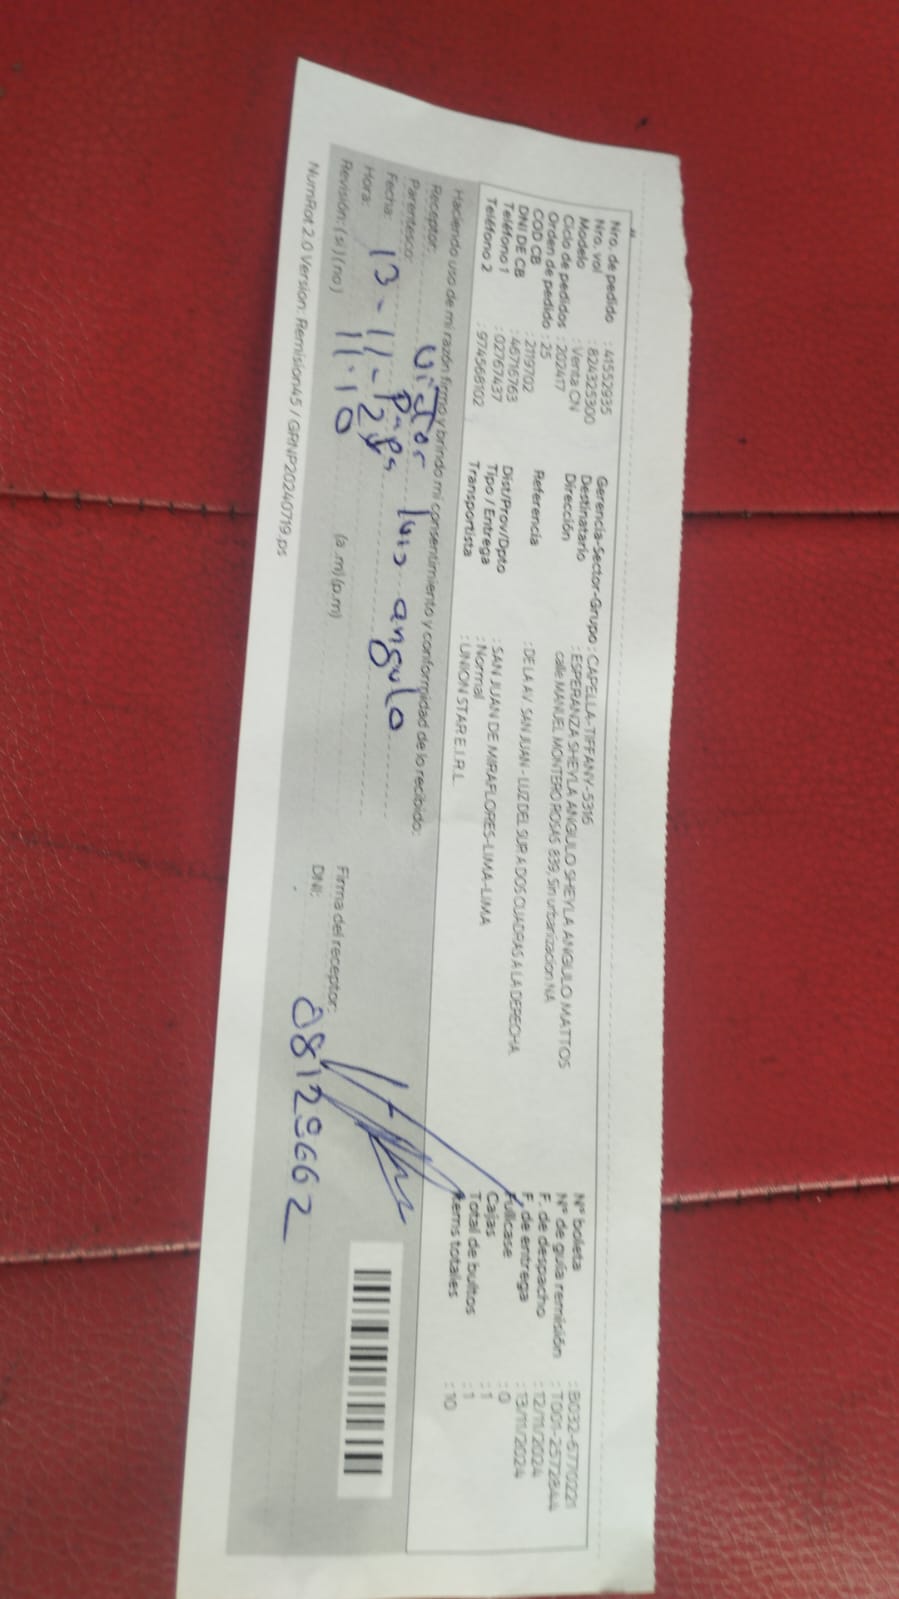 Nro. de pedido : 41552935
Nro. vol : 824325300
Modelo : Venta CN
Ciclo de pedidos : 202417
Orden de pedido : 25
COD CB : 2119702
DNI DE CB : 46716763
Teléfono 1 : 02767437
Teléfono 2 : 974568102
Gerencia-Sector-Grupo : CAPELLA-TIFFANY-5316
Destinatario : ESPERANZA SHEYLA ANGULO SHEYLA ANGULO MATTOS
Dirección calle MANUEL MONTERO ROSAS 839, Sin urbanizacion NA
Referencia : DE LA AV SAN JUAN - LUZ DEL SUR A DOS CUADRAS A LA DERECHA
Dist/Prov/Dpto : SAN JUAN DE MIRAFLORES-LIMA-LIMA
Tipo / Entrega : Normal
Transportista : UNION STAR E.I.R.L
N° boleta : B032-
N° de guía remisión : T001-
F. de despacho : 12/11/2024
F. de entrega : 13/11/2024
Fullcase : 0
Cajas : 1
Total de bultos : 1
Items totales : 10
Haciendo uso de mi razón firmo y brindo mi consentimiento y conformidad de lo recibido:
Receptor: Victor luis angulo
Parentesco: papa
Fecha: 13-11-24
Hora: 11:10 (a.m) (p.m)
Revisión: (si) (no)
Firma del receptor:
DNI: 08129662
NumRot 2.0 Version: Remision45 / GRNP20240719.ps